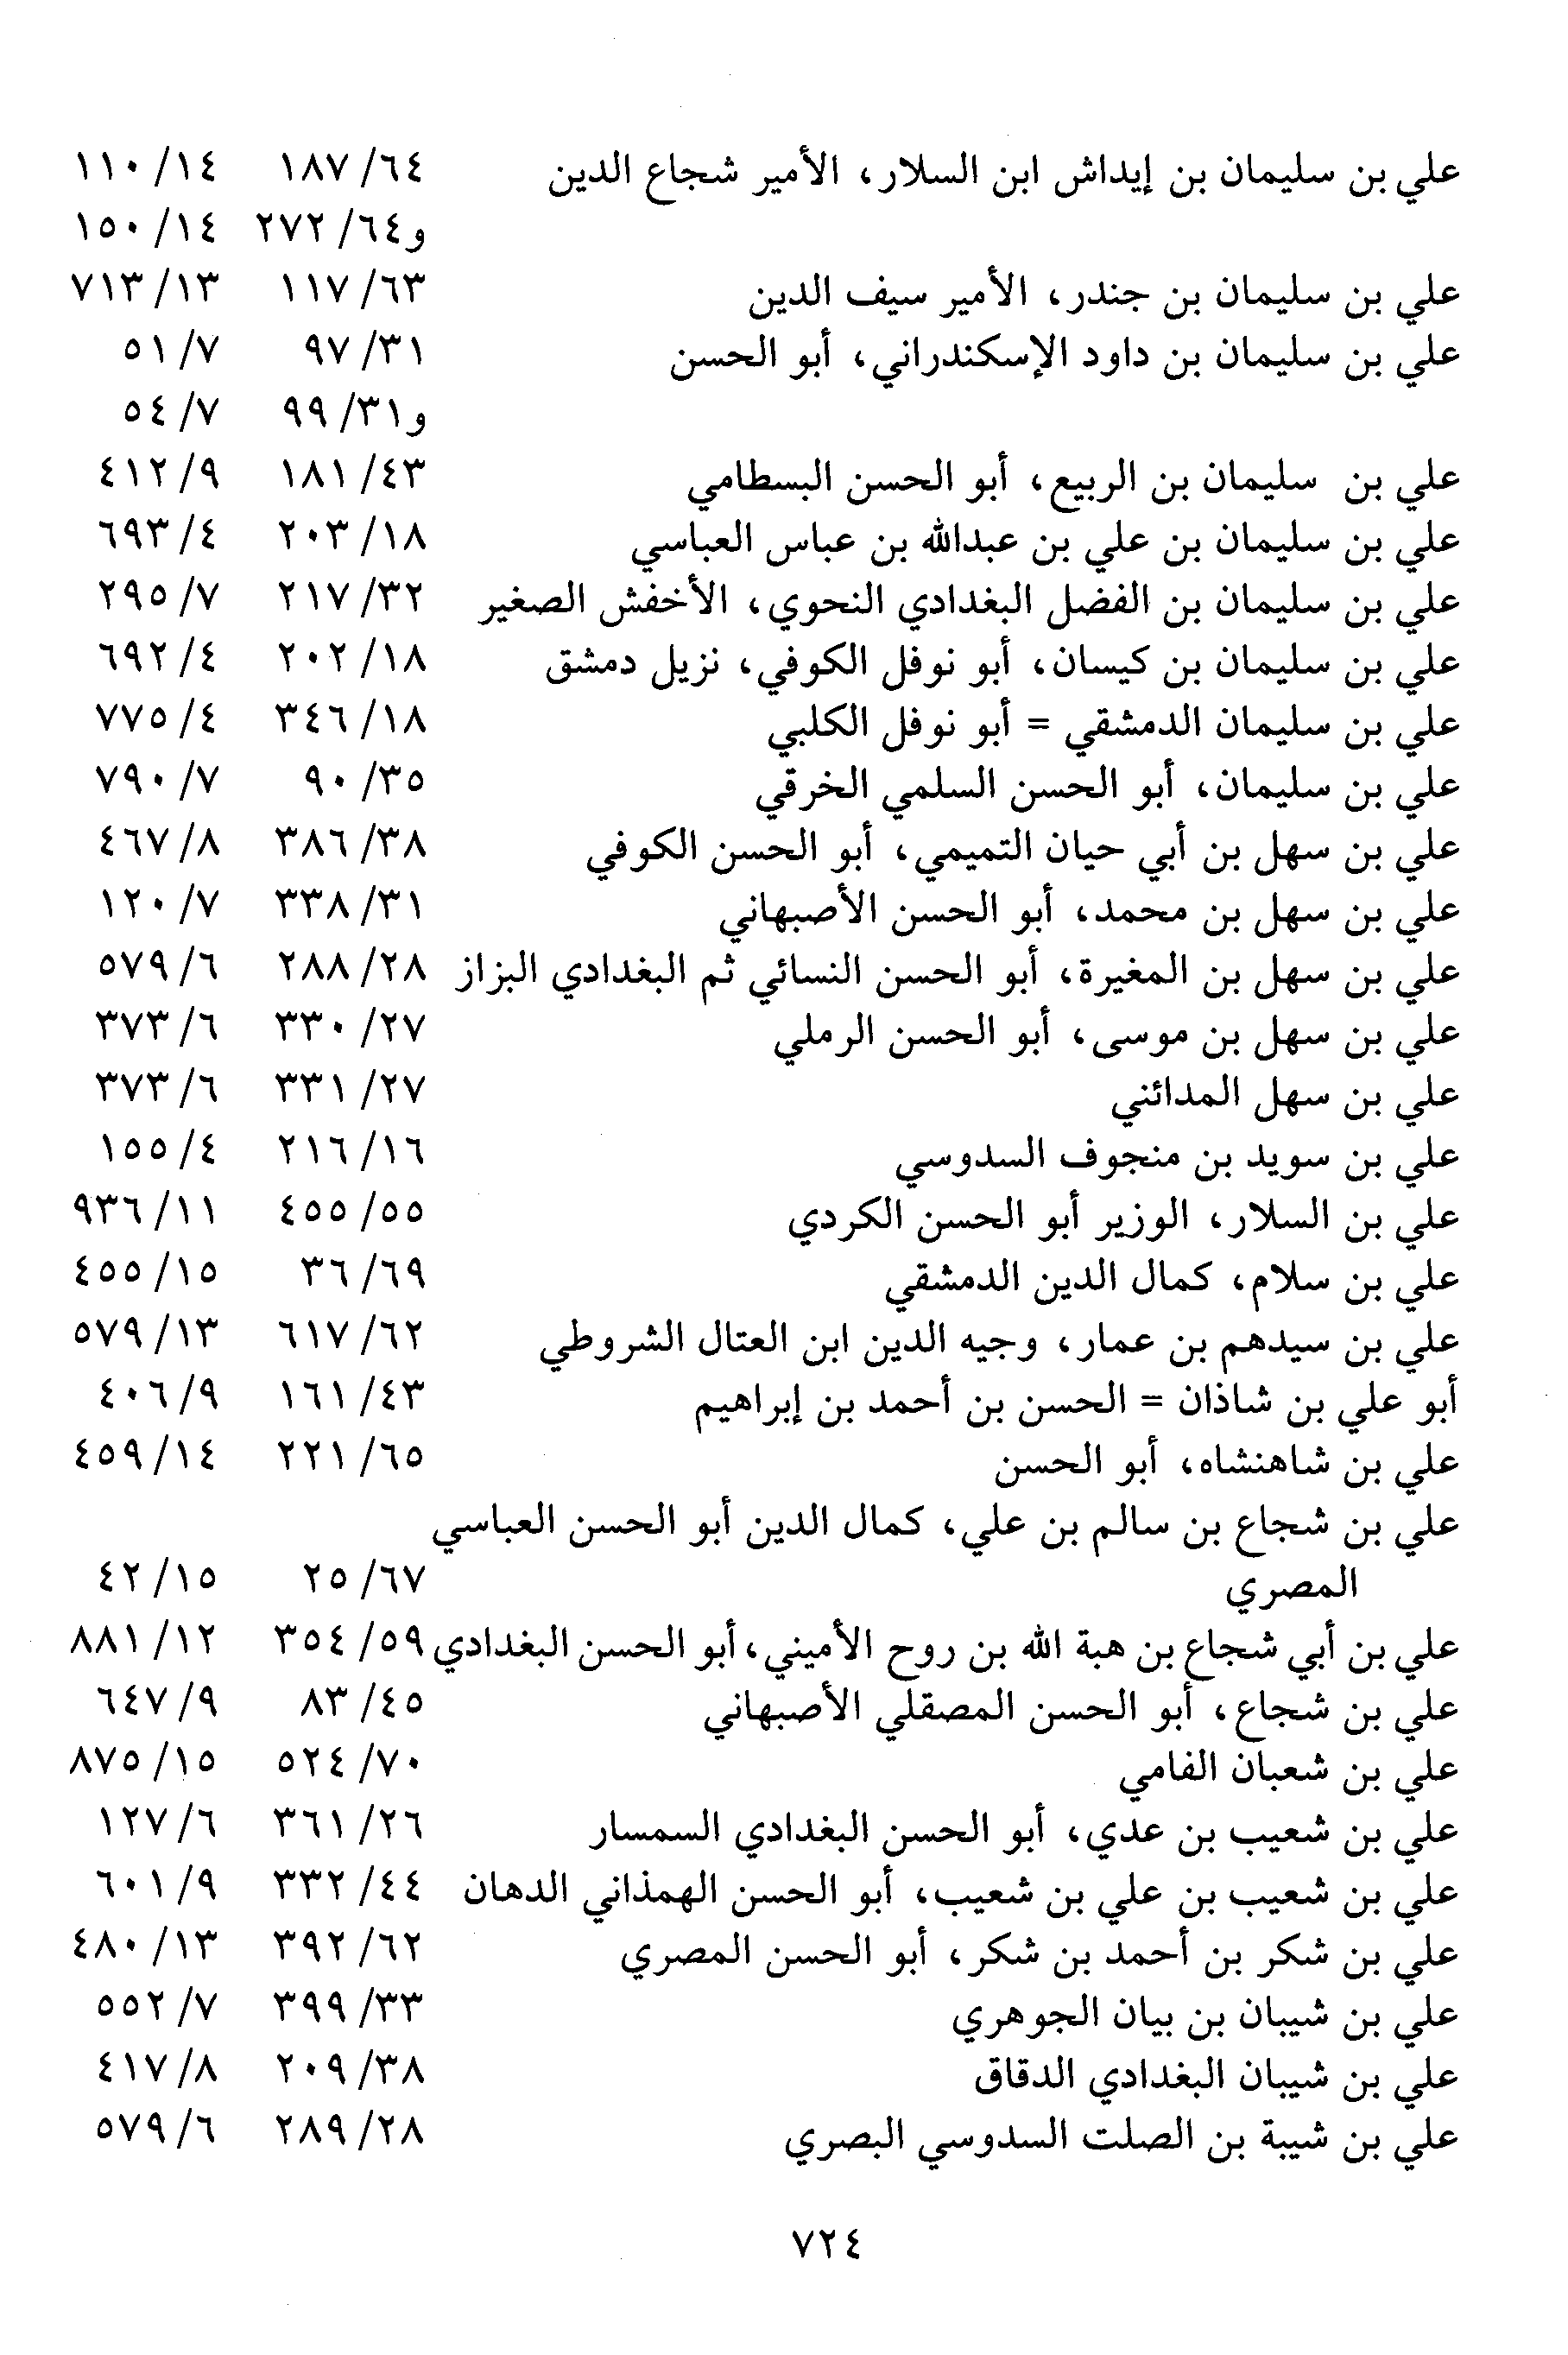 علي بن سليمان بن إيداش ابن السلار، الأمير شجاع الدين ٦٤/ ١٨٧ ١٤/ ١١٠
و٦٤/ ٢٧٢ ١٤/ ١٥٠
علي بن سليمان بن جندر، الأمير سيف الدين ٦٣/ ١١٧ ١٣/ ٧١٣
علي بن سليمان بن داود الإسكندراني، أبو الحسن ٣١/ ٩٧ ٧/ ٥١
و٣١/ ٩٩ ٧/ ٥٤
علي بن سليمان بن الربيع، أبو الحسن البسطامي ٤٣/ ١٨١ ٩/ ٤١٢
علي بن سليمان بن علي بن عبدالله بن عباس العباسي ١٨/ ٢٠٣ ٤/ ٦٩٣
علي بن سليمان بن الفضل البغدادي النحوي، الأخفش الصغير ٣٢/ ٢١٧ ٧/ ٢٩٥
علي بن سليمان بن كيسان، أبو نوفل الكوفي، نزيل دمشق ١٨/ ٢٠٢ ٤/ ٦٩٢
علي بن سليمان الدمشقي = أبو نوفل الكلبي ١٨/ ٣٤٦ ٤/ ٧٧٥
علي بن سليمان، أبو الحسن السلمي الخرقي ٣٥/ ٩٠ ٧/ ٧٩٠
علي بن سهل بن أبي حيان التميمي، أبو الحسن الكوفي ٣٨/ ٣٨٦ ٨/ ٤٦٧
علي بن سهل بن محمد، أبو الحسن الأصبهاني ٣١/ ٣٣٨ ٧/ ١٢٠
علي بن سهل بن المغيرة، أبو الحسن النسائي ثم البغدادي البزاز ٢٨/ ٢٨٨ ٦/ ٥٧٩
علي بن سهل بن موسى، أبو الحسن الرملي ٢٧/ ٣٣٠ ٦/ ٣٧٣
علي بن سهل المدائني ٢٧/ ٣٣١ ٦/ ٣٧٣
علي بن سويد بن منجوف السدوسي ١٦/ ٢١٦ ٤/ ١٥٥
علي بن السلار، الوزير أبو الحسن الكردي ٥٥/ ٤٥٥ ١١/ ٩٣٦
علي بن سلام، كمال الدين الدمشقي ٦٩/ ٣٦ ١٥/ ٤٥٥
علي بن سيدهم بن عمار، وجيه الدين ابن العتال الشروطي ٦٢/ ٦١٧ ١٣/ ٥٧٩
أبو علي بن شاذان = الحسن بن أحمد بن إبراهيم ٤٣/ ١٦١ ٩/ ٤٠٦
علي بن شاهنشاه، أبو الحسن ٦٥/ ٢٢١ ١٤/ ٤٥٩
علي بن شجاع بن سالم بن علي، كمال الدين أبو الحسن العباسي
المصري ٦٧/ ٢٥ ١٥/ ٤٢
علي بن أبي شجاع بن هبة الله بن روح الأميني، أبو الحسن البغدادي ٥٩/ ٣٥٤ ١٢/ ٨٨١
علي بن شجاع، أبو الحسن المصقلي الأصبهاني ٤٥/ ٨٣ ٩/ ٦٤٧
علي بن شعبان الفامي ٧٠/ ٥٢٤ ١٥/ ٨٧٥
علي بن شعيب بن عدي، أبو الحسن البغدادي السمسار ٢٦/ ٣٦١ ٦/ ١٢٧
علي بن شعيب بن علي بن شعيب، أبو الحسن الهمذاني الدهان ٤٤/ ٣٣٢ ٩/ ٦٠١
علي بن شكر بن أحمد بن شكر، أبو الحسن المصري ٦٢/ ٣٩٢ ١٣/ ٤٨٠
علي بن شيبان بن بيان الجوهري ٣٣/ ٣٩٩ ٧/ ٥٥٢
علي بن شيبان البغدادي الدقاق ٣٨/ ٢٠٩ ٨/ ٤١٧
علي بن شيبة بن الصلت السدوسي البصري ٢٨/ ٢٨٩ ٦/ ٥٧٩
٧٢٤